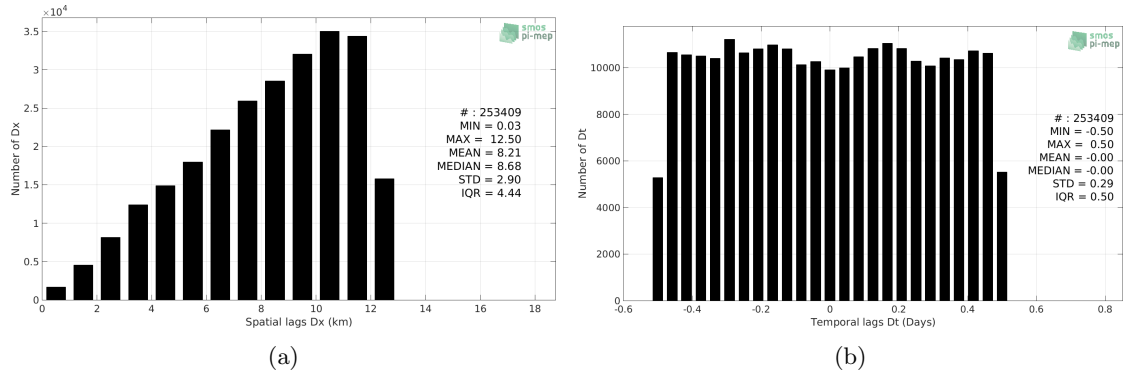 ×10⁴
3.5
3
2.5
2
1.5
1
0.5
0
Number of Dx
0 2 4 6 8 10 12 14 16 18
Spatial lags Dx (km)
smos
pi-mep
# : 253409
MIN = 0.03
MAX = 12.50
MEAN = 8.21
MEDIAN = 8.68
STD = 2.90
IQR = 4.44
(a)
10000
8000
6000
4000
2000
0
Number of Dt
-0.6 -0.4 -0.2 0 0.2 0.4 0.6 0.8
Temporal lags Dt (Days)
smos
pi-mep
# : 253409
MIN = -0.50
MAX = 0.50
MEAN = -0.00
MEDIAN = -0.00
STD = 0.29
IQR = 0.50
(b)